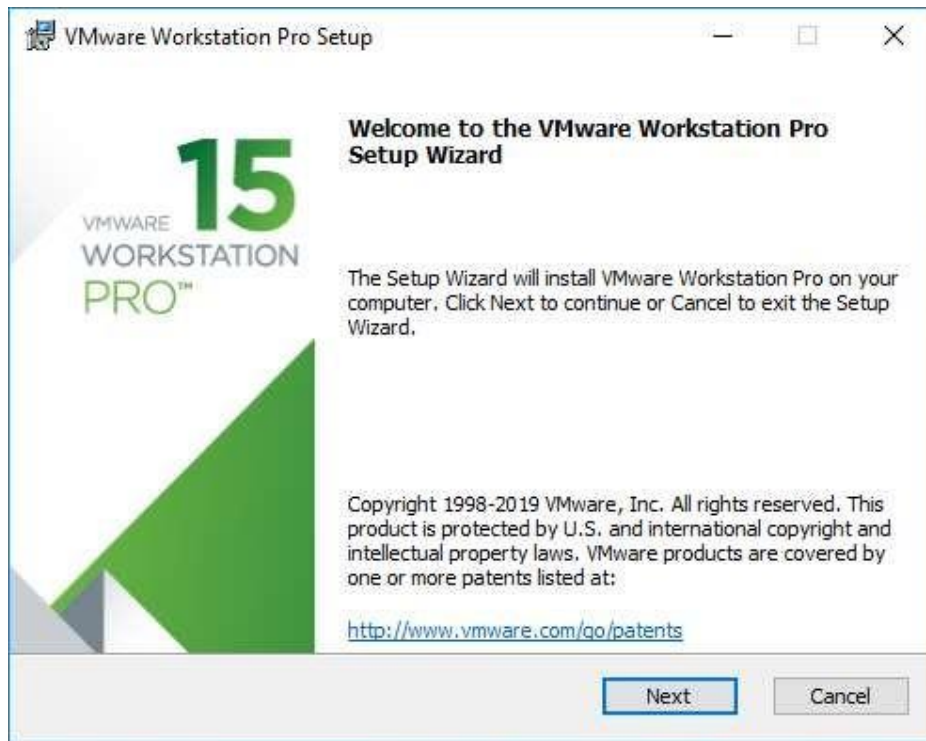 VMware Workstation Pro Setup
15
VMWARE
WORKSTATION
PRO™
Welcome to the VMware Workstation Pro
Setup Wizard
The Setup Wizard will install VMware Workstation Pro on your
computer. Click Next to continue or Cancel to exit the Setup
Wizard.
Copyright 1998-2019 VMware, Inc. All rights reserved. This
product is protected by U.S. and international copyright and
intellectual property laws. VMware products are covered by
one or more patents listed at:
http://www.vmware.com/go/patents
Next
Cancel